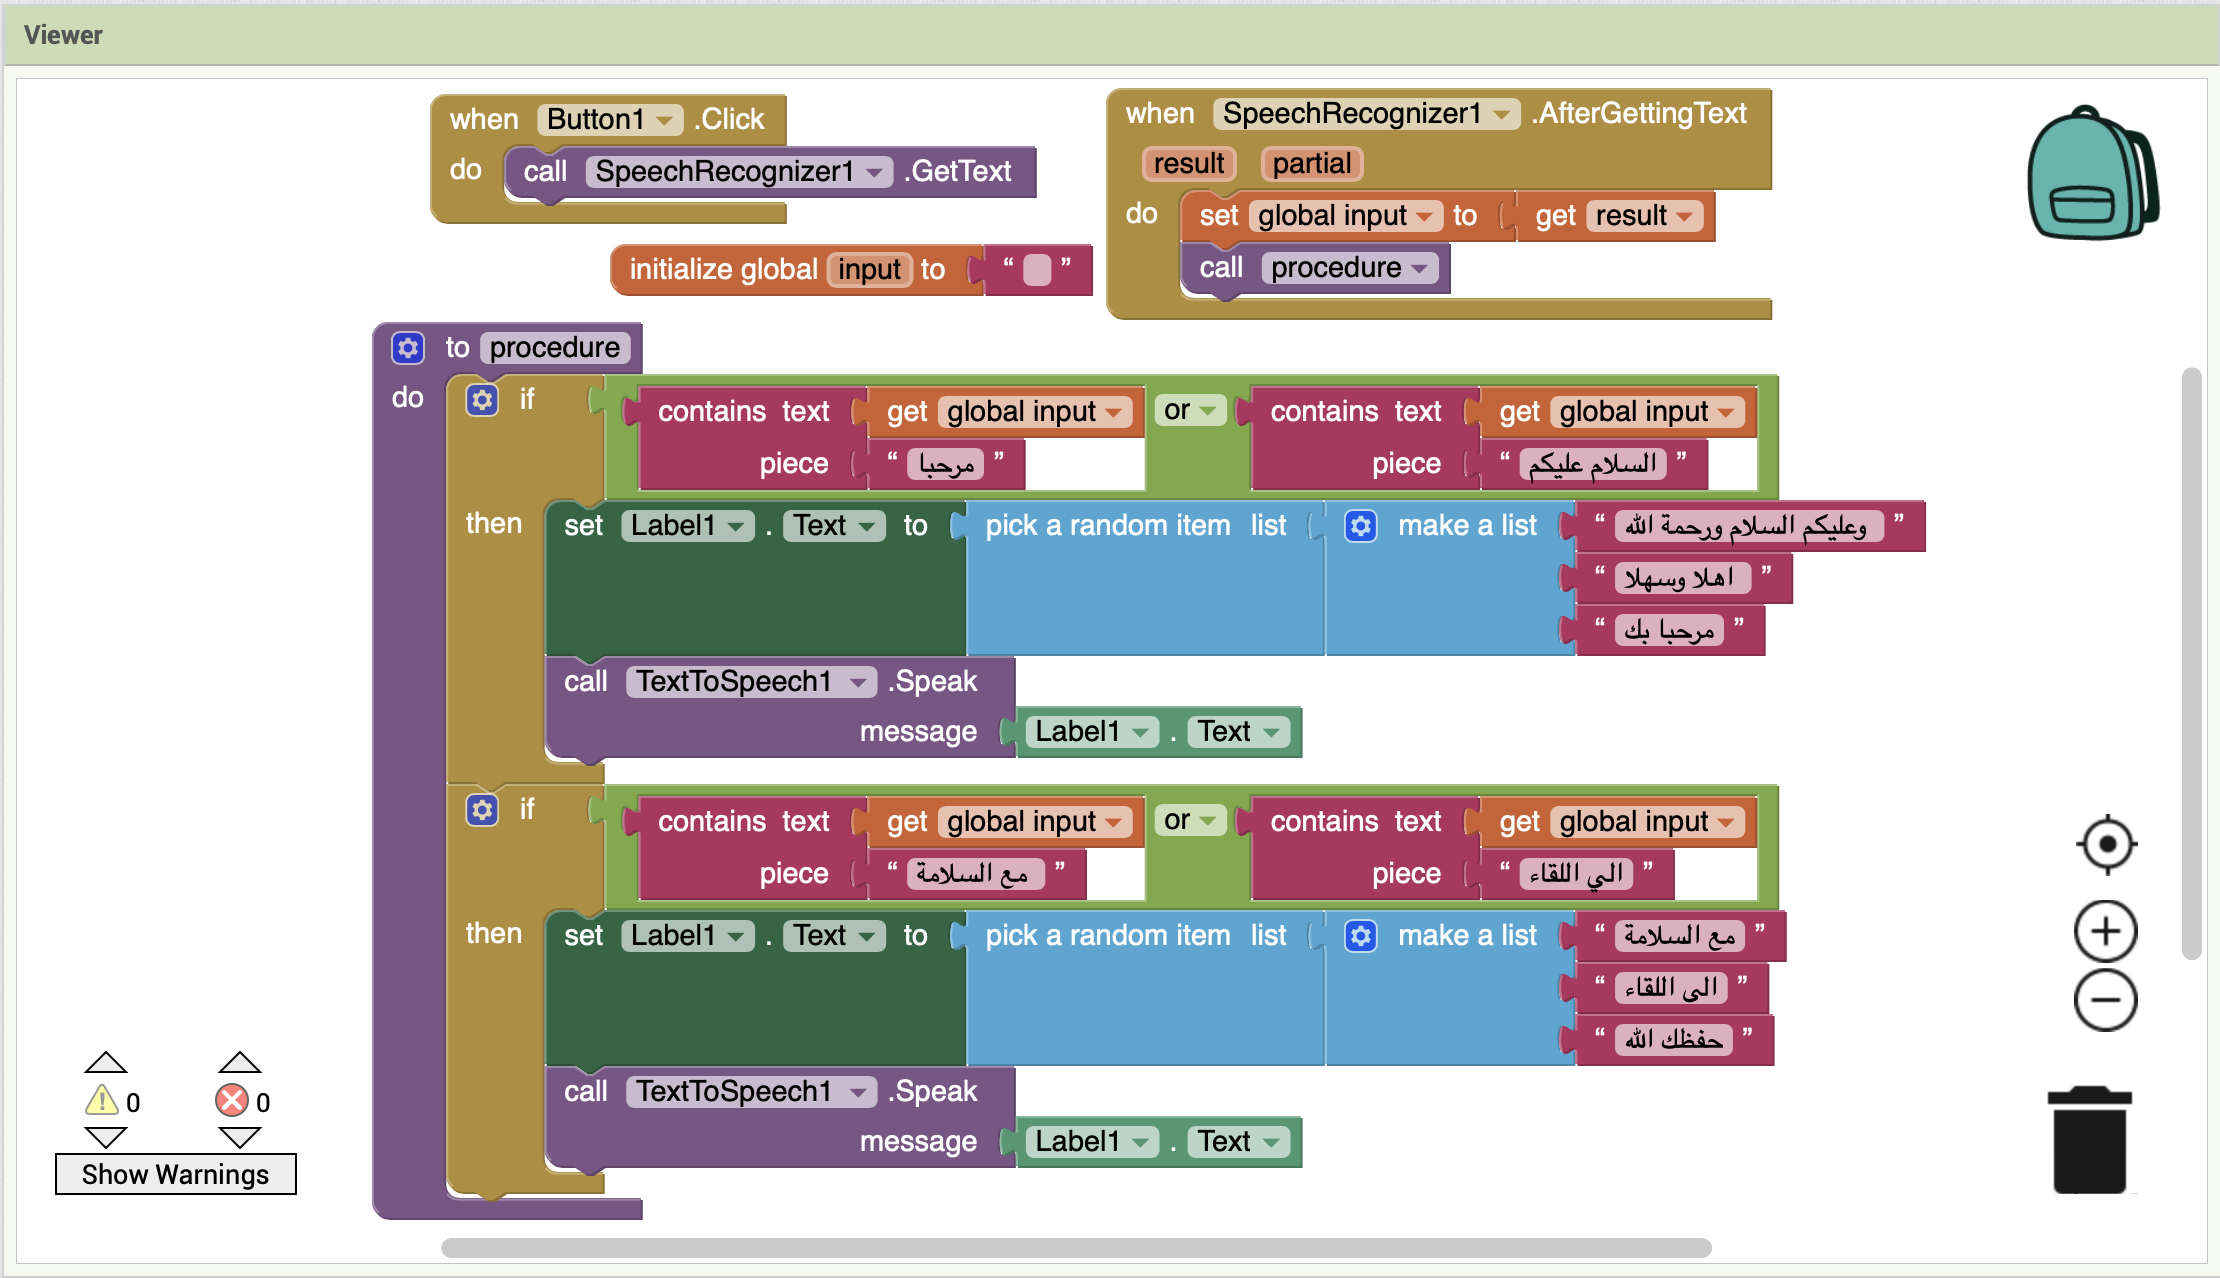 Viewer
when Button1 .Click
do call SpeechRecognizer1 .GetText
initialize global input to “ ”
when SpeechRecognizer1 .AfterGettingText
result partial
do set global input to get result
call procedure
to procedure
do if contains text get global input or contains text get global input
piece “ مرحبا ” piece “ السلام عليكم ”
then set Label1 . Text to pick a random item list make a list “ وعليكم السلام ورحمة الله ”
“ اهلا وسهلا ”
“ مرحبا بك ”
call TextToSpeech1 .Speak
message Label1 . Text
if contains text get global input or contains text get global input
piece “ مع السلامة ” piece “ الي اللقاء ”
then set Label1 . Text to pick a random item list make a list “ مع السلامة ”
“ الى اللقاء ”
“ حفظك الله ”
call TextToSpeech1 .Speak
message Label1 . Text
0 0
Show Warnings